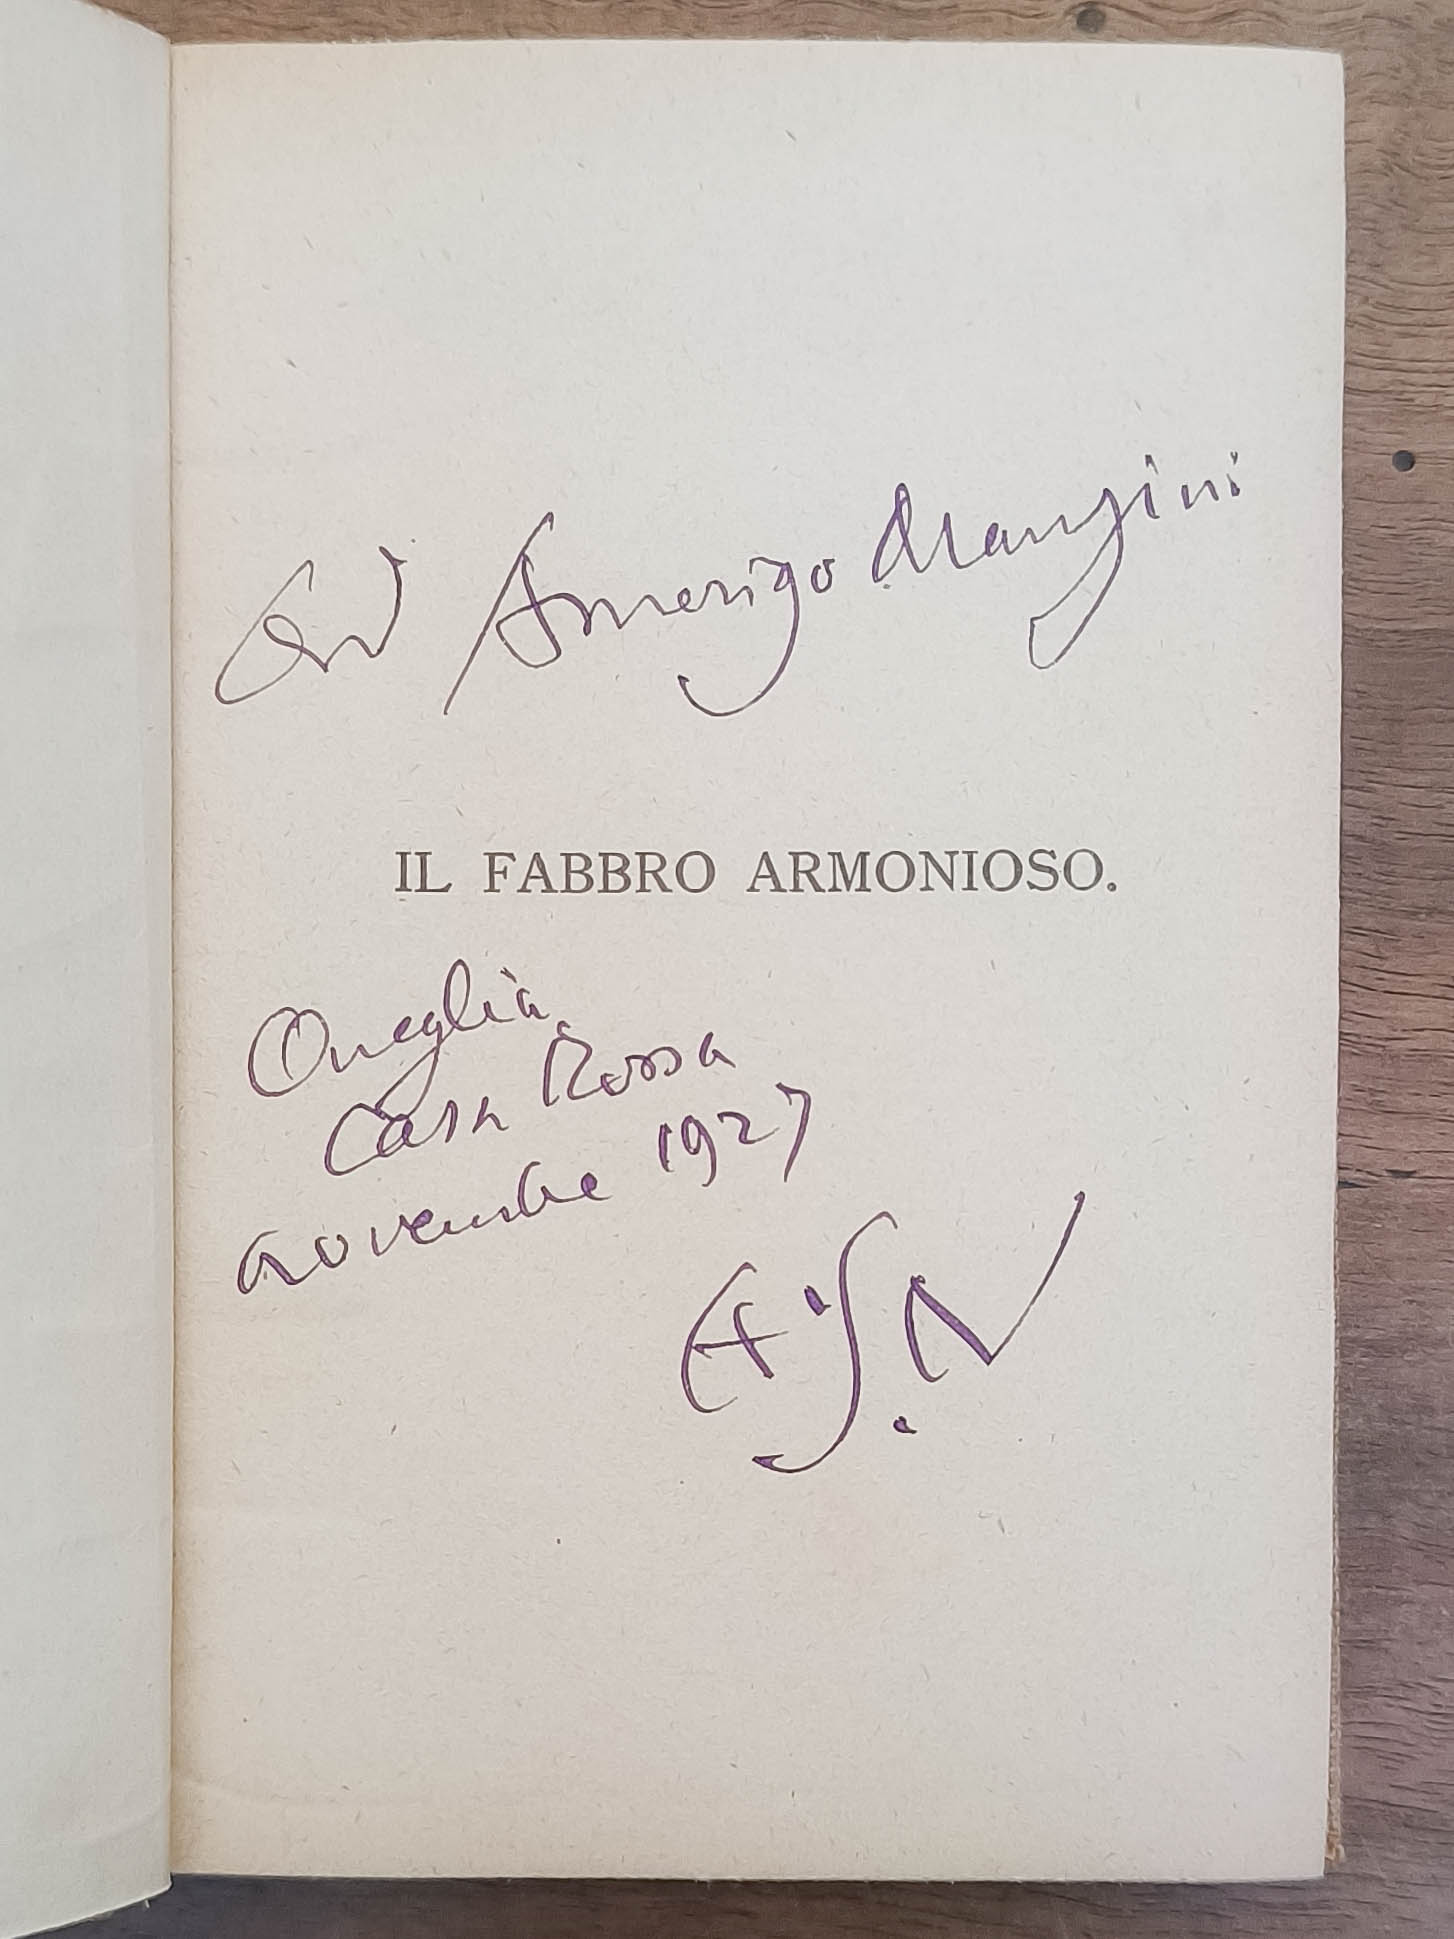 Ad Amerigo Mangini
IL FABBRO ARMONIOSO.
Oneglia
Casa Rossa
novembre 1927
A.S.N